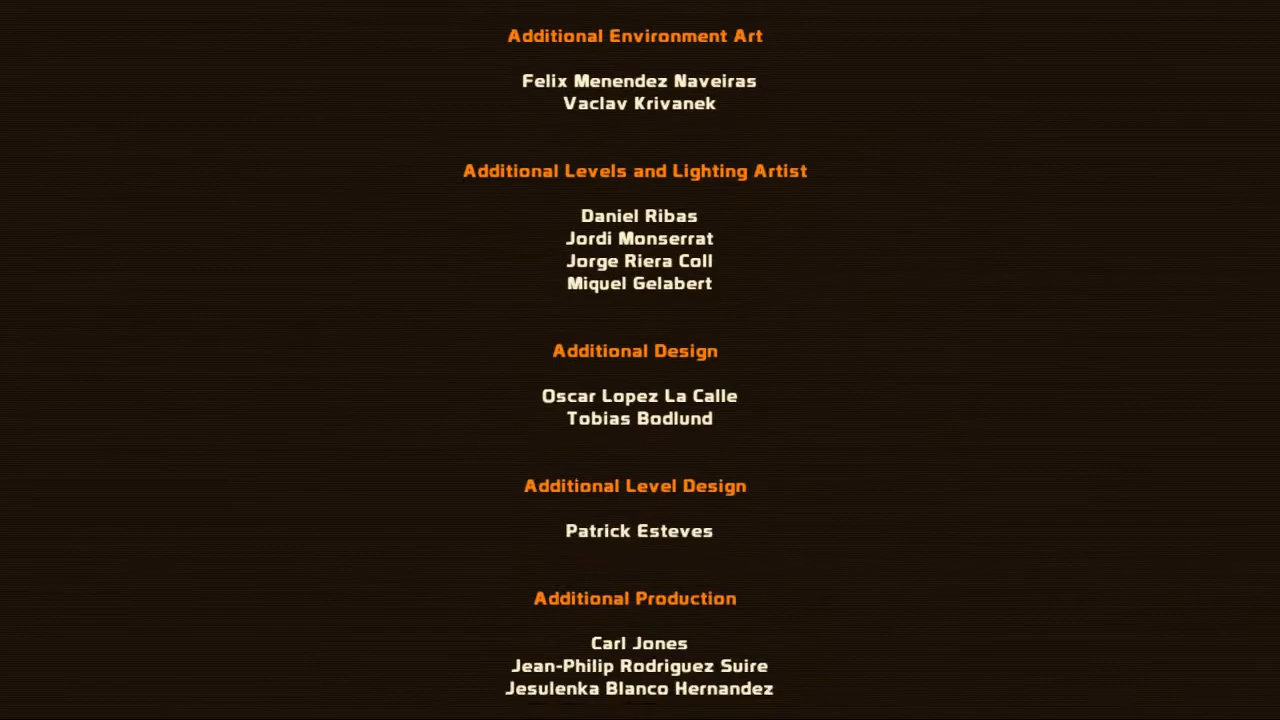 Additional Environment Art
Felix Menendez Naveiras
Vaclav Krivanek
Additional Levels and Lighting Artist
Daniel Ribas
Jordi Monserrat
Jorge Riera Coll
Miquel Gelabert
Additional Design
Oscar Lopez La Calle
Tobias Bodlund
Additional Level Design
Patrick Esteves
Additional Production
Carl Jones
Jean-Philip Rodriguez Suire
Jesulenka Blanco Hernandez